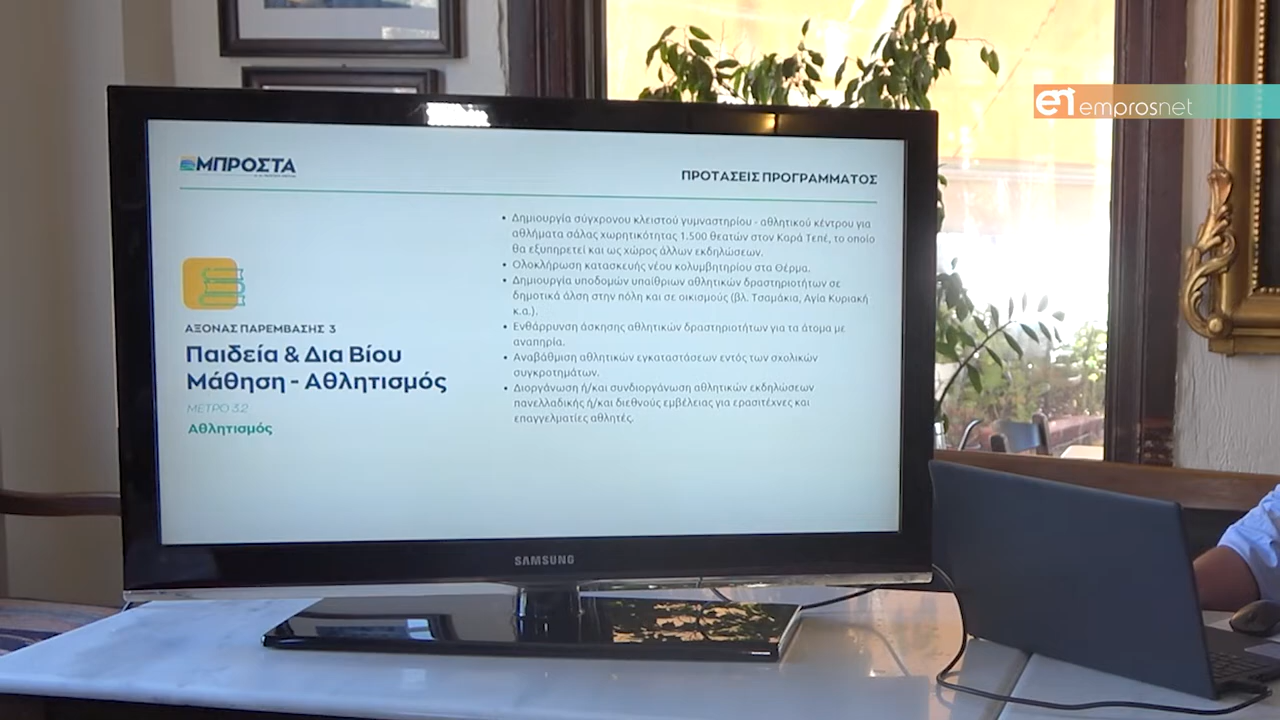 em emprosnet
ΜΠΡΟΣΤΑ
ΠΡΟΤΑΣΕΙΣ ΠΡΟΓΡΑΜΜΑΤΟΣ
ΑΞΟΝΑΣ ΠΑΡΕΜΒΑΣΗΣ 3
Παιδεία & Δια Βίου
Μάθηση - Αθλητισμός
ΜΕΤΡΟ 3.2
Αθλητισμός
• Δημιουργία σύγχρονου κλειστού γυμναστηρίου - αθλητικού κέντρου για
αθλήματα σάλας χωρητικότητας 1.500 θεατών στον Καρά Τεπέ, το οποίο
θα εξυπηρετεί και ως χώρος άλλων εκδηλώσεων.
• Ολοκλήρωση κατασκευής νέου κολυμβητηρίου στα Θέρμα.
• Δημιουργία υποδομών υπαίθριων αθλητικών δραστηριοτήτων σε
δημοτικά άλση στην πόλη και σε οικισμούς (βλ. Τσαμάκια, Αγία Κυριακή
κ.α.).
• Ενθάρρυνση άσκησης αθλητικών δραστηριοτήτων για τα άτομα με
αναπηρία.
• Αναβάθμιση αθλητικών εγκαταστάσεων εντός των σχολικών
συγκροτημάτων.
• Διοργάνωση ή/και συνδιοργάνωση αθλητικών εκδηλώσεων
πανελλαδικής ή/και διεθνούς εμβέλειας για ερασιτέχνες και
επαγγελματίες αθλητές.
SAMSUNG